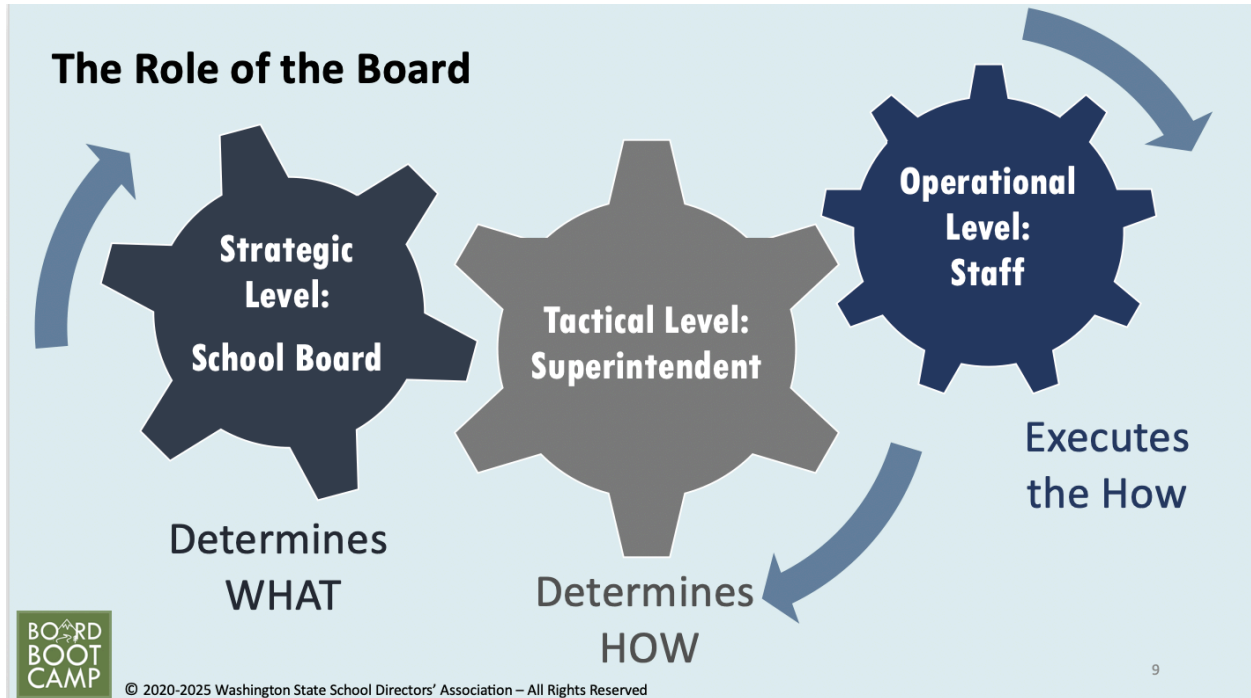 The Role of the Board
Strategic
Level:
School Board
Determines
WHAT
Tactical Level:
Superintendent
Determines
HOW
Operational
Level:
Staff
Executes
the How
BOARD
BOOT
CAMP
© 2020-2025 Washington State School Directors’ Association – All Rights Reserved
9